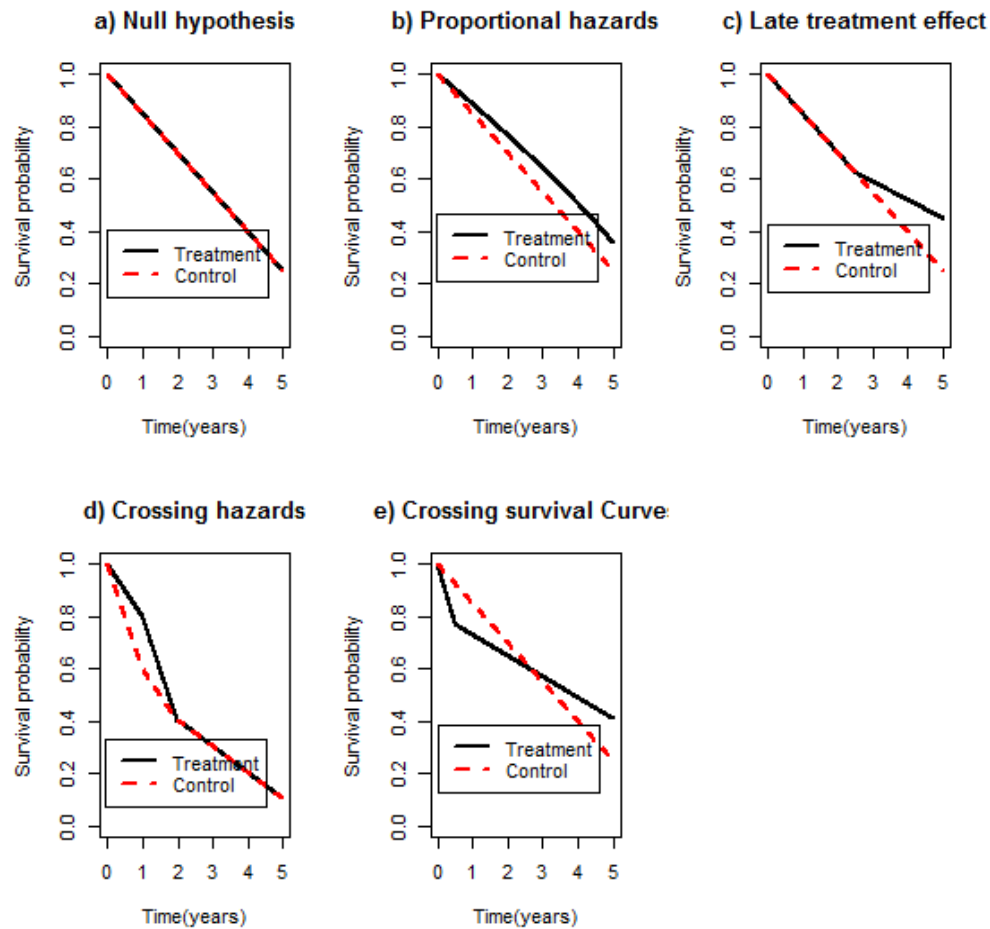 a) Null hypothesis
Survival probability
0.0 0.2 0.4 0.6 0.8 1.0
Treatment
Control
0 1 2 3 4 5
Time(years)
b) Proportional hazards
Survival probability
0.0 0.2 0.4 0.6 0.8 1.0
Treatment
Control
0 1 2 3 4 5
Time(years)
c) Late treatment effect
Survival probability
0.0 0.2 0.4 0.6 0.8 1.0
Treatment
Control
0 1 2 3 4 5
Time(years)
d) Crossing hazards
Survival probability
0.0 0.2 0.4 0.6 0.8 1.0
Treatment
Control
0 1 2 3 4 5
Time(years)
e) Crossing survival Curve
Survival probability
0.0 0.2 0.4 0.6 0.8 1.0
Treatment
Control
0 1 2 3 4 5
Time(years)